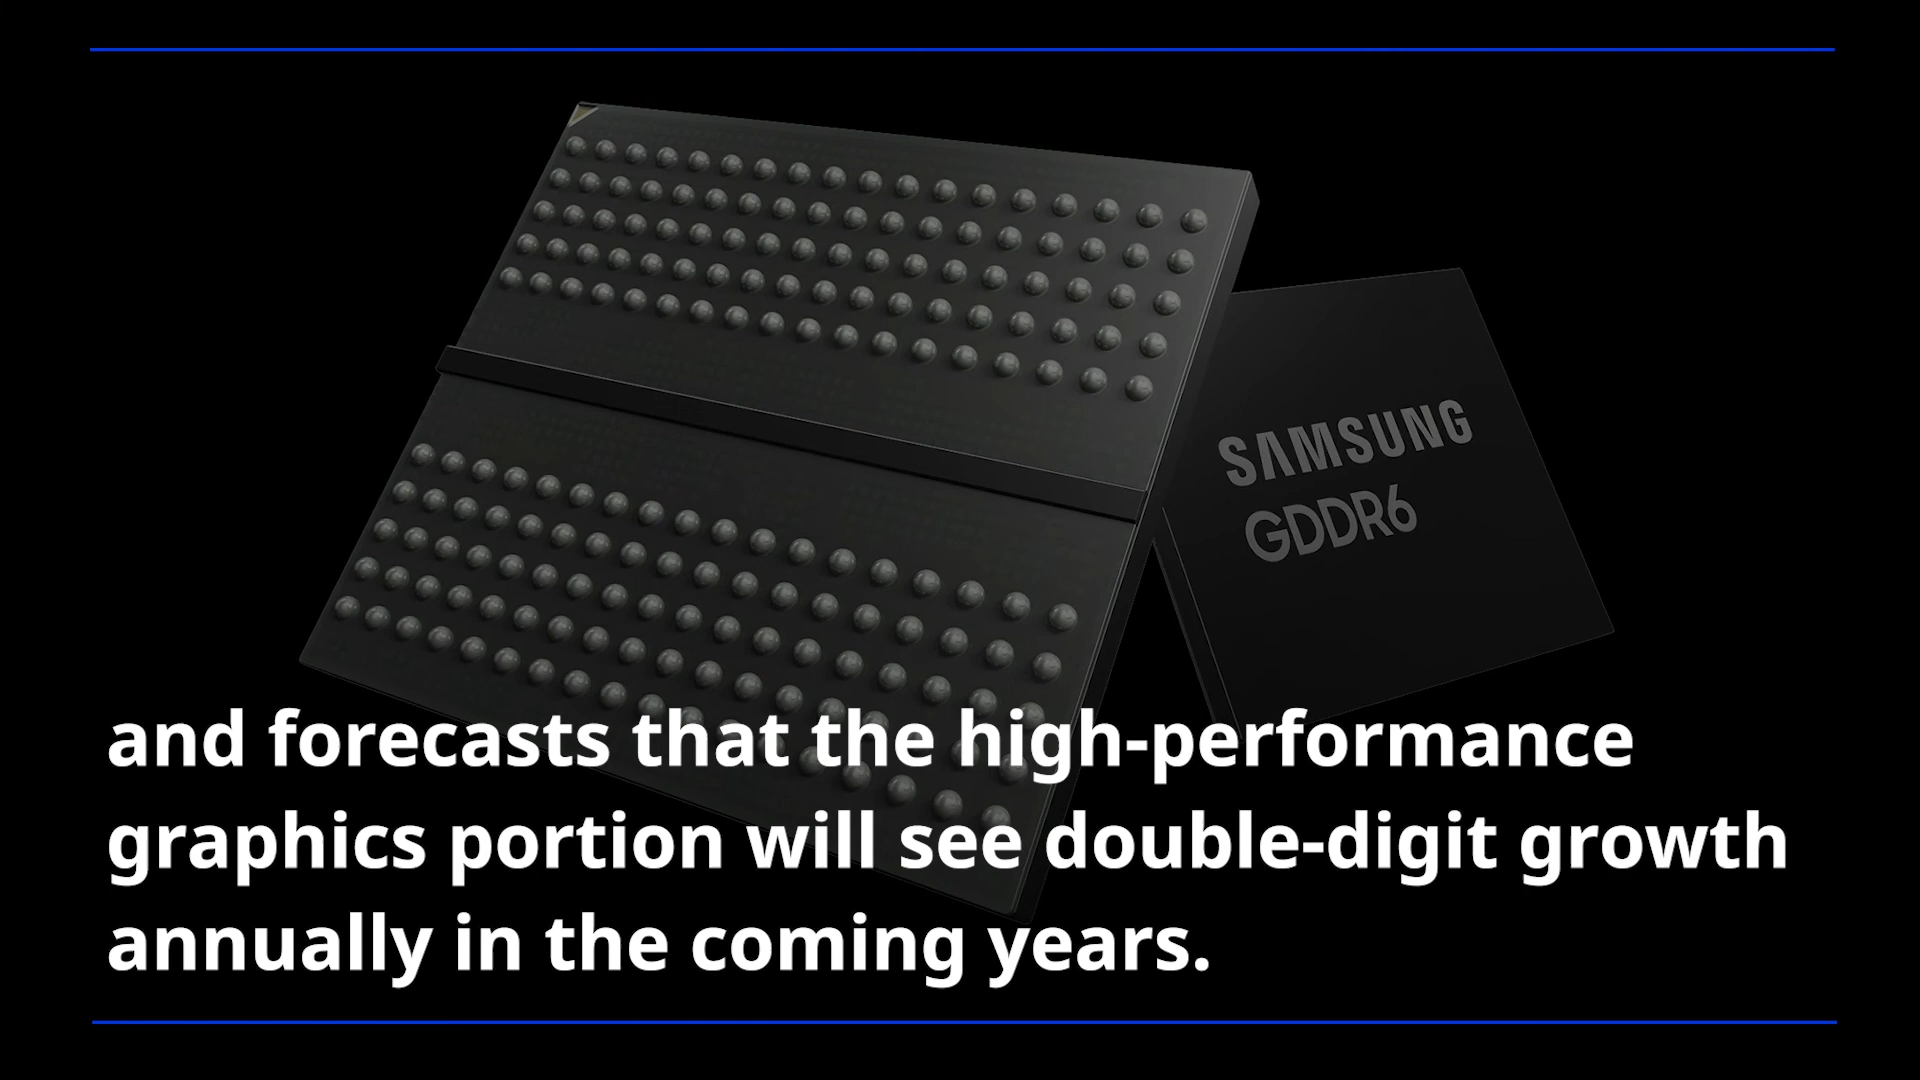 SAMSUNG
GDDR6
and forecasts that the high-performance
graphics portion will see double-digit growth
annually in the coming years.